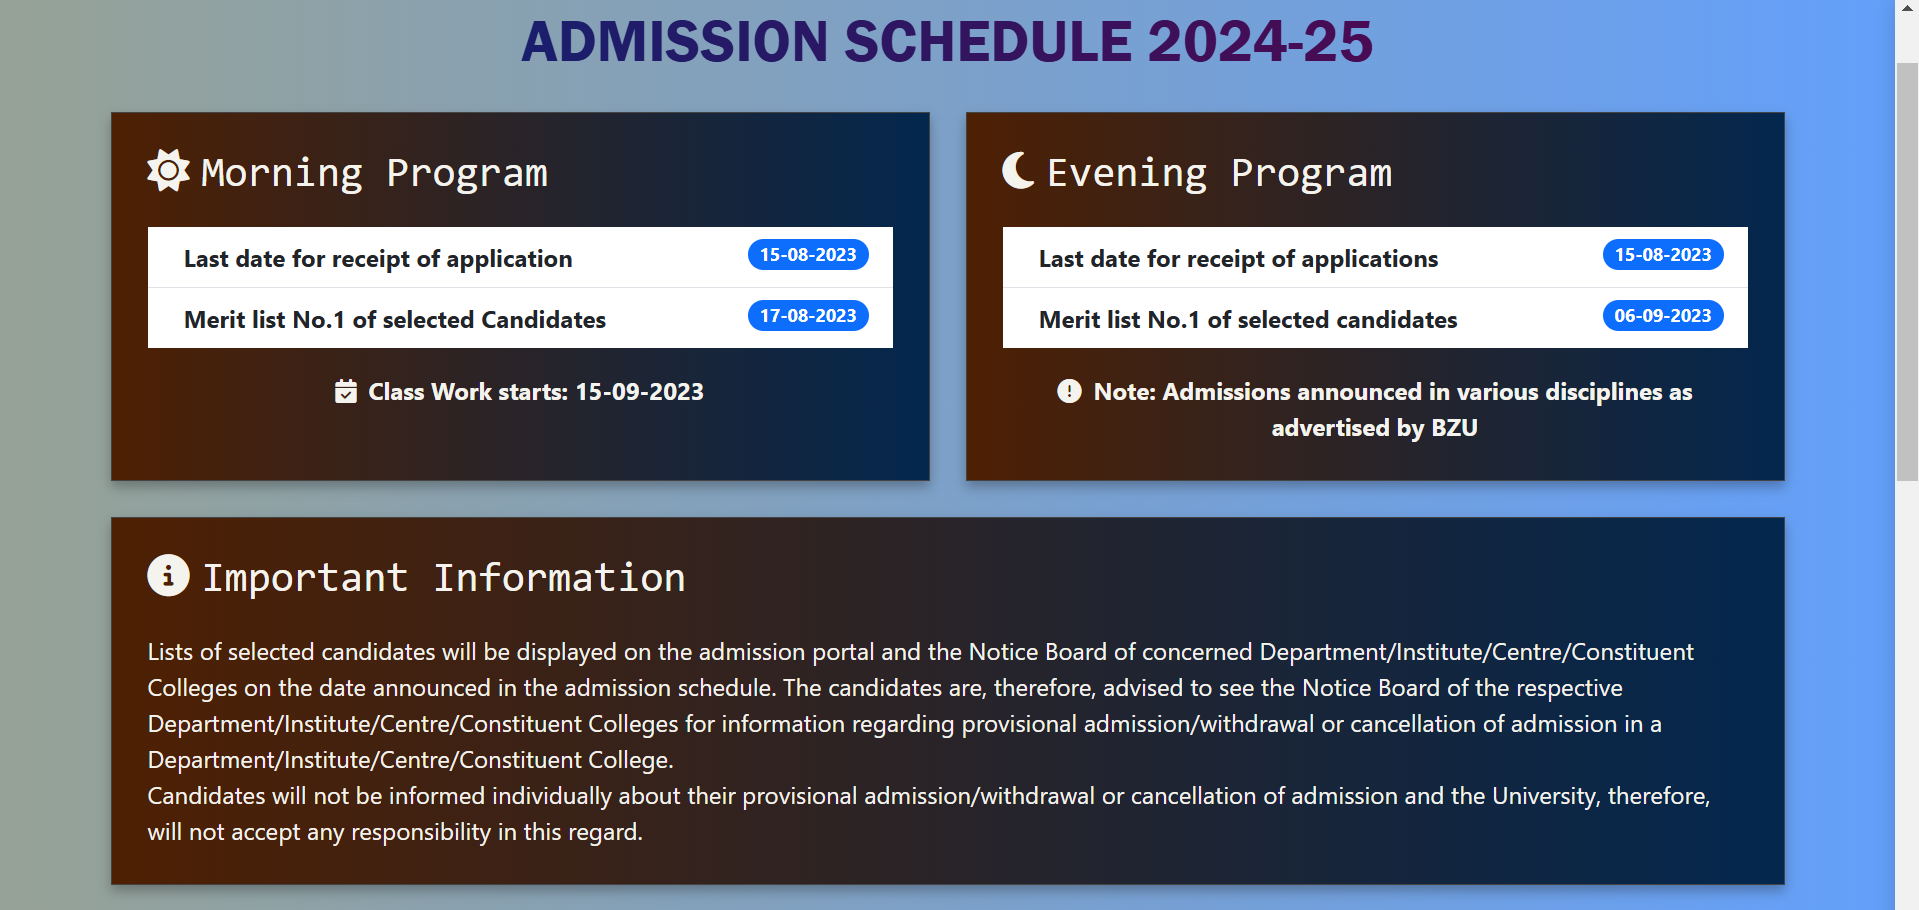 ADMISSION SCHEDULE 2024-25
Morning Program
Last date for receipt of application 15-08-2023
Merit list No.1 of selected Candidates 17-08-2023
Class Work starts: 15-09-2023
Evening Program
Last date for receipt of applications 15-08-2023
Merit list No.1 of selected candidates 06-09-2023
Note: Admissions announced in various disciplines as
advertised by BZU
Important Information
Lists of selected candidates will be displayed on the admission portal and the Notice Board of concerned Department/Institute/Centre/Constituent
Colleges on the date announced in the admission schedule. The candidates are, therefore, advised to see the Notice Board of the respective
Department/Institute/Centre/Constituent Colleges for information regarding provisional admission/withdrawal or cancellation of admission in a
Department/Institute/Centre/Constituent College.
Candidates will not be informed individually about their provisional admission/withdrawal or cancellation of admission and the University, therefore,
will not accept any responsibility in this regard.